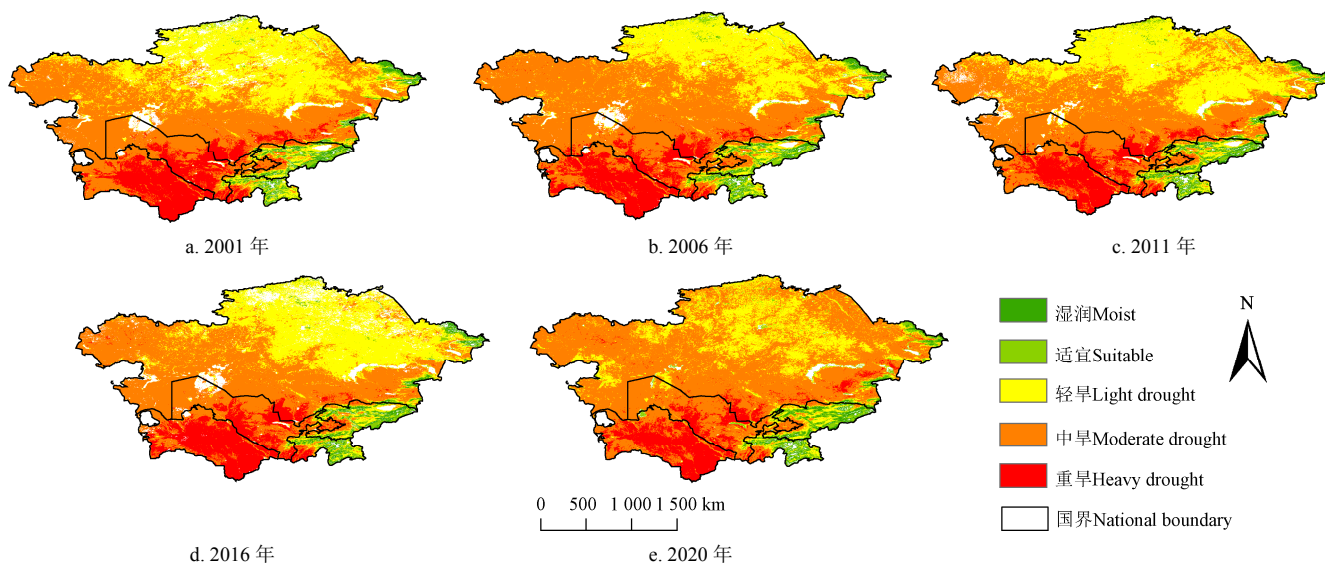 a. 2001 年
b. 2006 年
c. 2011 年
湿润Moist
适宜Suitable
轻旱Light drought
中旱Moderate drought
重旱Heavy drought
国界National boundary
N
0 500 1 000 1 500 km
d. 2016 年
e. 2020 年